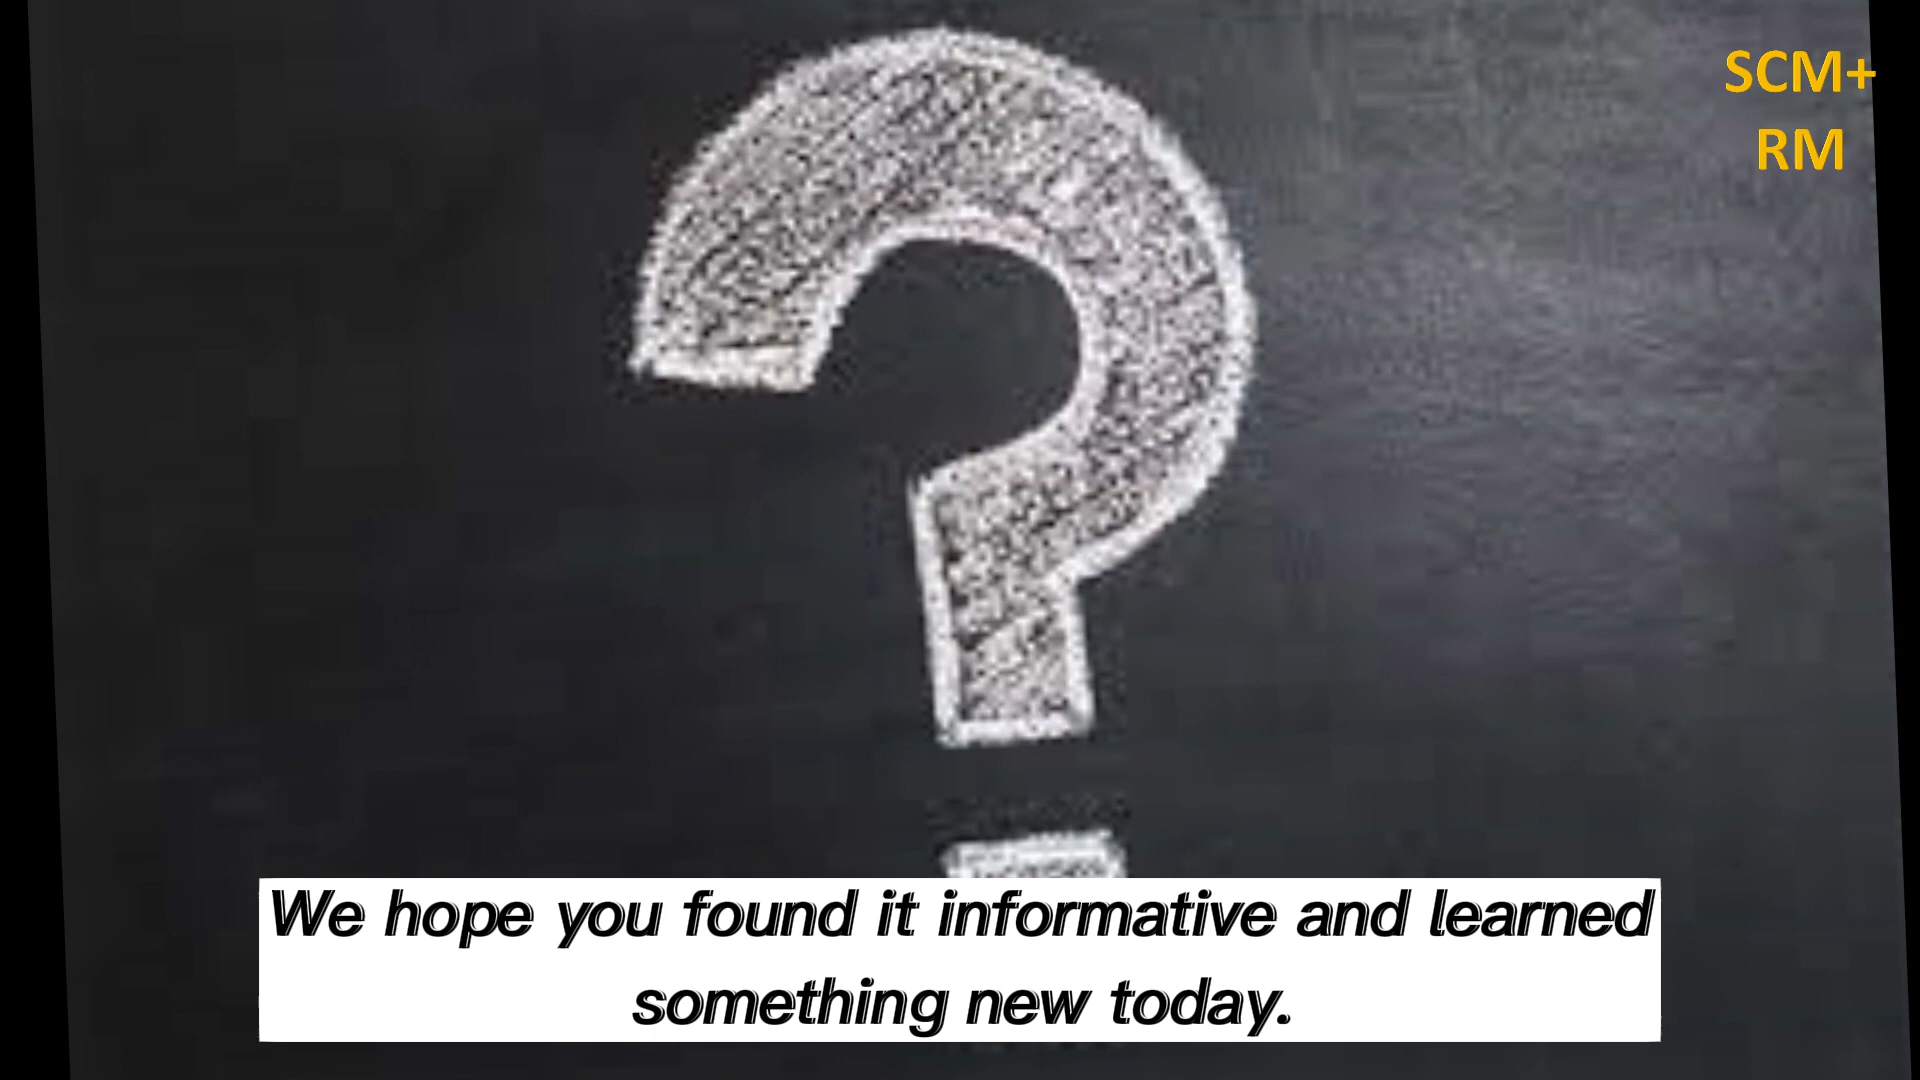 SCM+
RM
?
We hope you found it informative and learned
something new today.